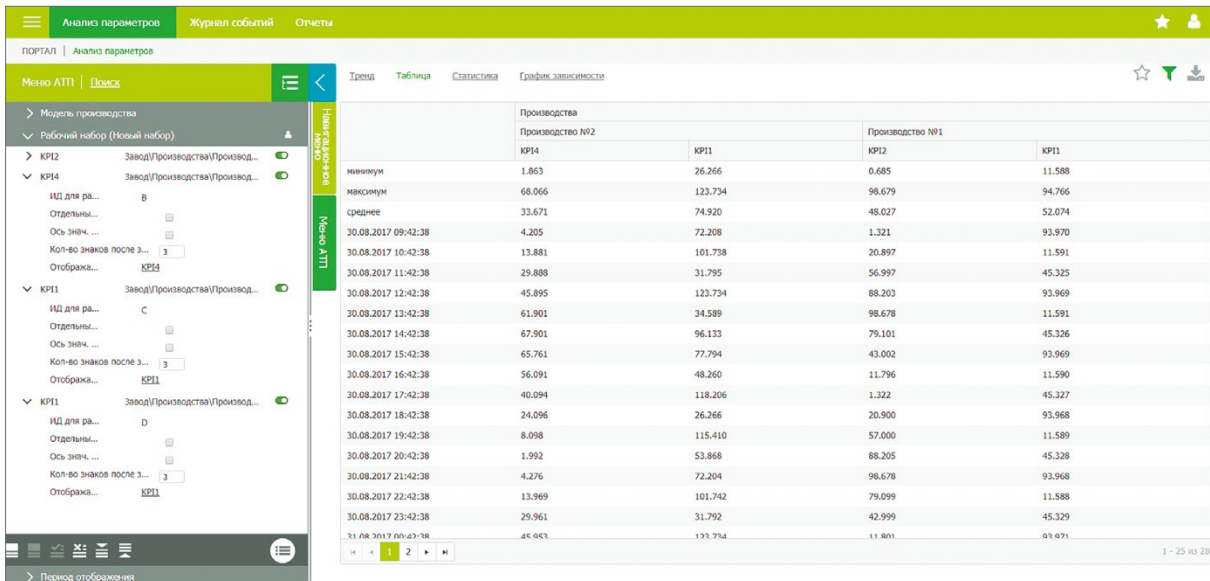 Анализ параметров Журнал событий Отчеты
ПОРТАЛ | Анализ параметров
Меню АТП | Поиск
Модель производства
Рабочий набор (Новый набор)
KPI2 Завод\Производства\Производ...
KPI4 Завод\Производства\Производ...
ИД для ра... B
Отдельны...
Ось знач. ...
Кол-во знаков после з... 3
Отобража... KPI4
KPI1 Завод\Производства\Производ...
ИД для ра... C
Отдельны...
Ось знач. ...
Кол-во знаков после з... 3
Отобража... KPI1
KPI1 Завод\Производства\Производ...
ИД для ра... D
Отдельны...
Ось знач. ...
Кол-во знаков после з... 3
Отобража... KPI1
Период отображения
Навигационное
меню
Меню АТП
Тренд Таблица Статистика График зависимости
Производства
Производство №2 Производство №1
KPI4 KPI1 KPI2 KPI1
минимум 1.863 26.266 0.685 11.588
максимум 68.066 123.734 98.679 94.766
среднее 33.671 74.920 48.027 52.074
30.08.2017 09:42:38 4.205 72.208 1.321 93.970
30.08.2017 10:42:38 13.881 101.738 20.897 11.591
30.08.2017 11:42:38 29.888 31.795 56.997 45.325
30.08.2017 12:42:38 45.895 123.734 88.203 93.969
30.08.2017 13:42:38 61.901 34.589 98.678 11.591
30.08.2017 14:42:38 67.901 96.133 79.101 45.326
30.08.2017 15:42:38 65.761 77.794 43.002 93.969
30.08.2017 16:42:38 56.091 48.260 11.796 11.590
30.08.2017 17:42:38 40.094 118.206 1.322 45.327
30.08.2017 18:42:38 24.096 26.266 20.900 93.968
30.08.2017 19:42:38 8.098 115.410 57.000 11.589
30.08.2017 20:42:38 1.992 53.868 88.205 45.328
30.08.2017 21:42:38 4.276 72.204 98.678 93.968
30.08.2017 22:42:38 13.969 101.742 79.099 11.588
30.08.2017 23:42:38 29.961 31.792 42.999 45.329
31.08.2017 00:42:38 45.953 123.734 11.801 93.971
1 2 1 - 25 из 28